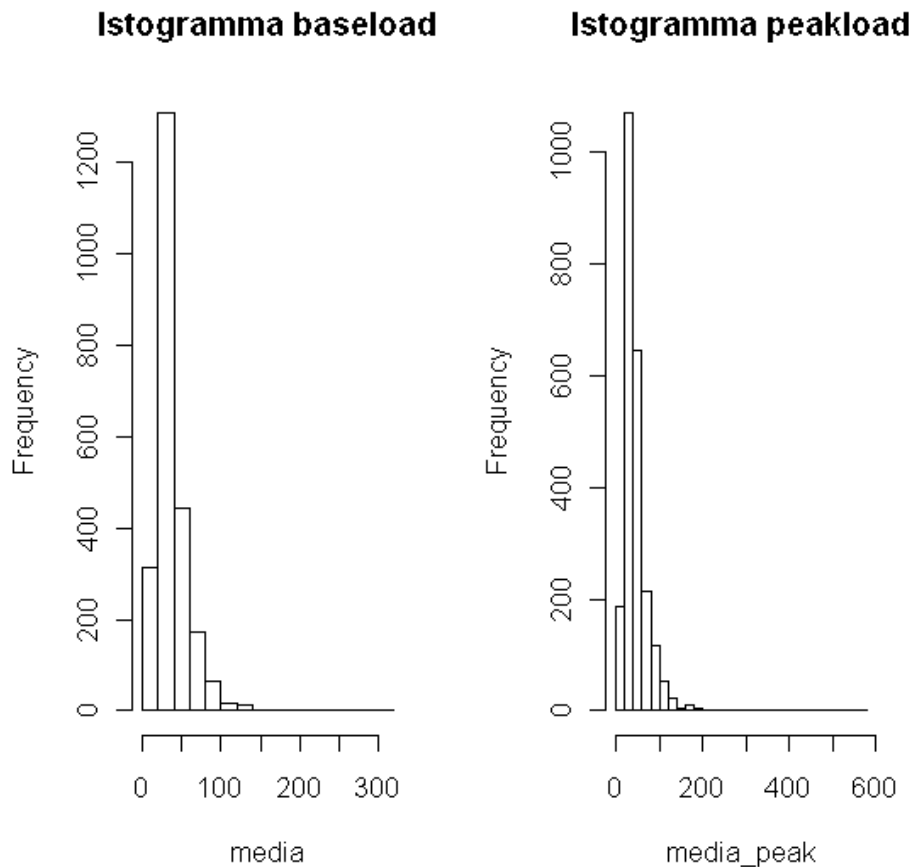 Istogramma baseload
Frequency
0 200 400 600 800 1000 1200
0 100 200 300
media
Istogramma peakload
Frequency
0 200 400 600 800 1000
0 200 400 600
media_peak